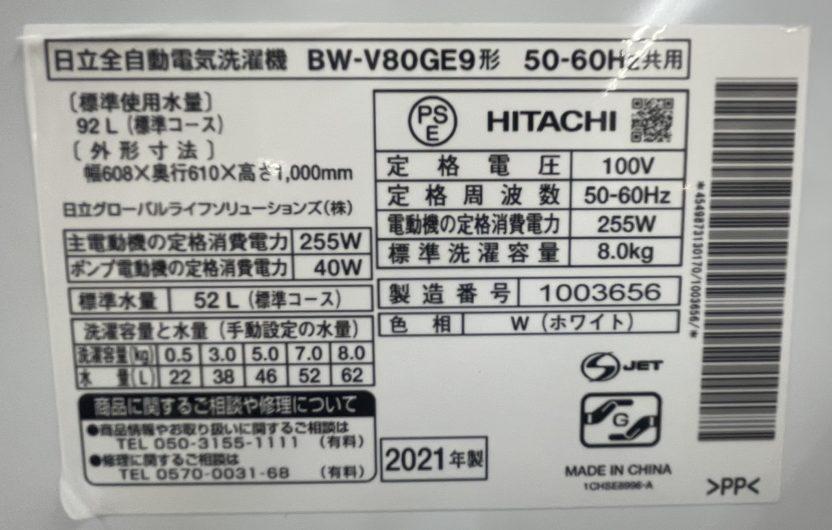 日立全自動電気洗濯機 BW-V80GE9形 50-60Hz共用
〔標準使用水量〕
92 L (標準コース)
〔外形寸法〕
幅608×奥行610×高さ1,000mm
日立グローバルライフソリューションズ(株)
主電動機の定格消費電力 255W
ポンプ電動機の定格消費電力 40W
標準水量 52 L (標準コース)
洗濯容量と水量 (手動設定の水量)
洗濯容量(kg) 0.5 3.0 5.0 7.0 8.0
水量(L) 22 38 46 52 62
商品に関するご相談や修理について
●商品情報やお取り扱いに関するご相談は
TEL 050-3155-1111 (有料)
●修理に関するご相談は
TEL 0570-0031-68 (有料)
PS
E
HITACHI
定格電圧 100V
定格周波数 50-60Hz
電動機の定格消費電力 255W
標準洗濯容量 8.0kg
製造番号 1003656
色相 W (ホワイト)
S JET
G
2021年製
MADE IN CHINA
1CHSE8996-A
>PP<
*4549873130170/1003656/*